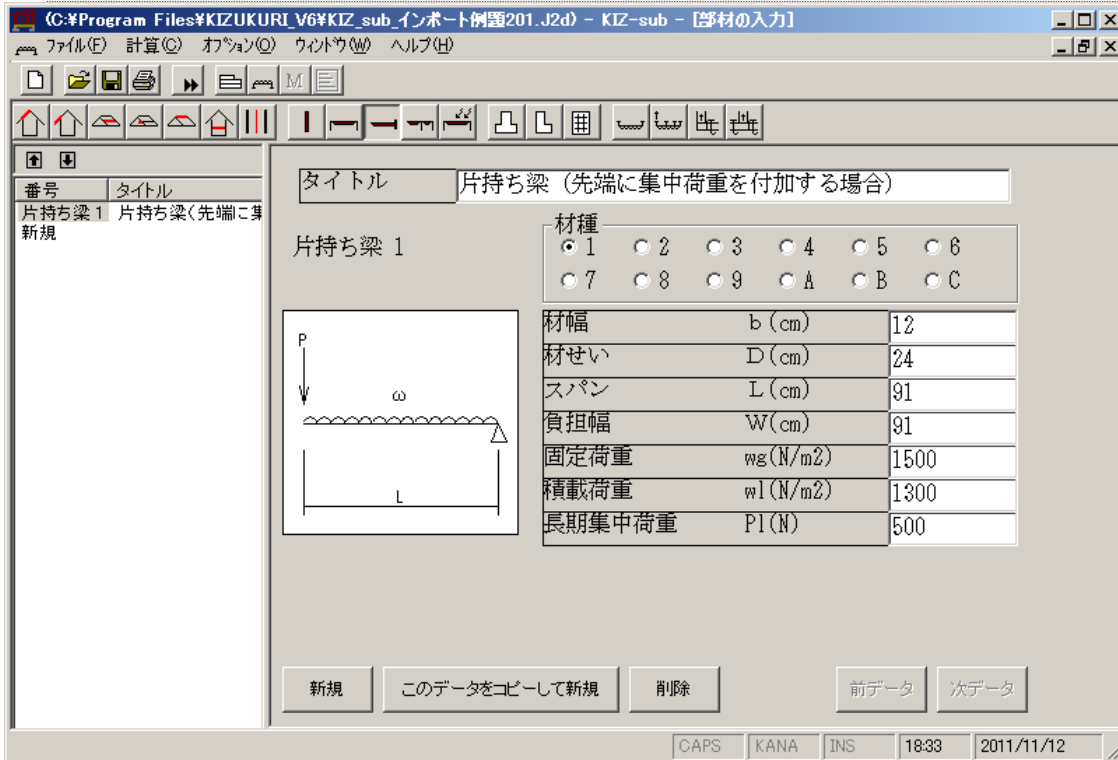 (C:¥Program Files¥KIZUKURI_V6¥KIZ_sub_インポート例題201.J2d) - KIZ-sub - [部材の入力]
ファイル(F) 計算(C) オプション(O) ウィンドウ(W) ヘルプ(H)
M
番号 タイトル
片持ち梁1 片持ち梁(先端に集
新規
タイトル 片持ち梁（先端に集中荷重を付加する場合）
片持ち梁 1
材種
1 2 3 4 5 6
7 8 9 A B C
P
ω
L
材幅 b(cm) 12
材せい D(cm) 24
スパン L(cm) 91
負担幅 W(cm) 91
固定荷重 wg(N/m2) 1500
積載荷重 wl(N/m2) 1300
長期集中荷重 Pl(N) 500
新規 このデータをコピーして新規 削除 前データ 次データ
CAPS KANA INS 18:33 2011/11/12